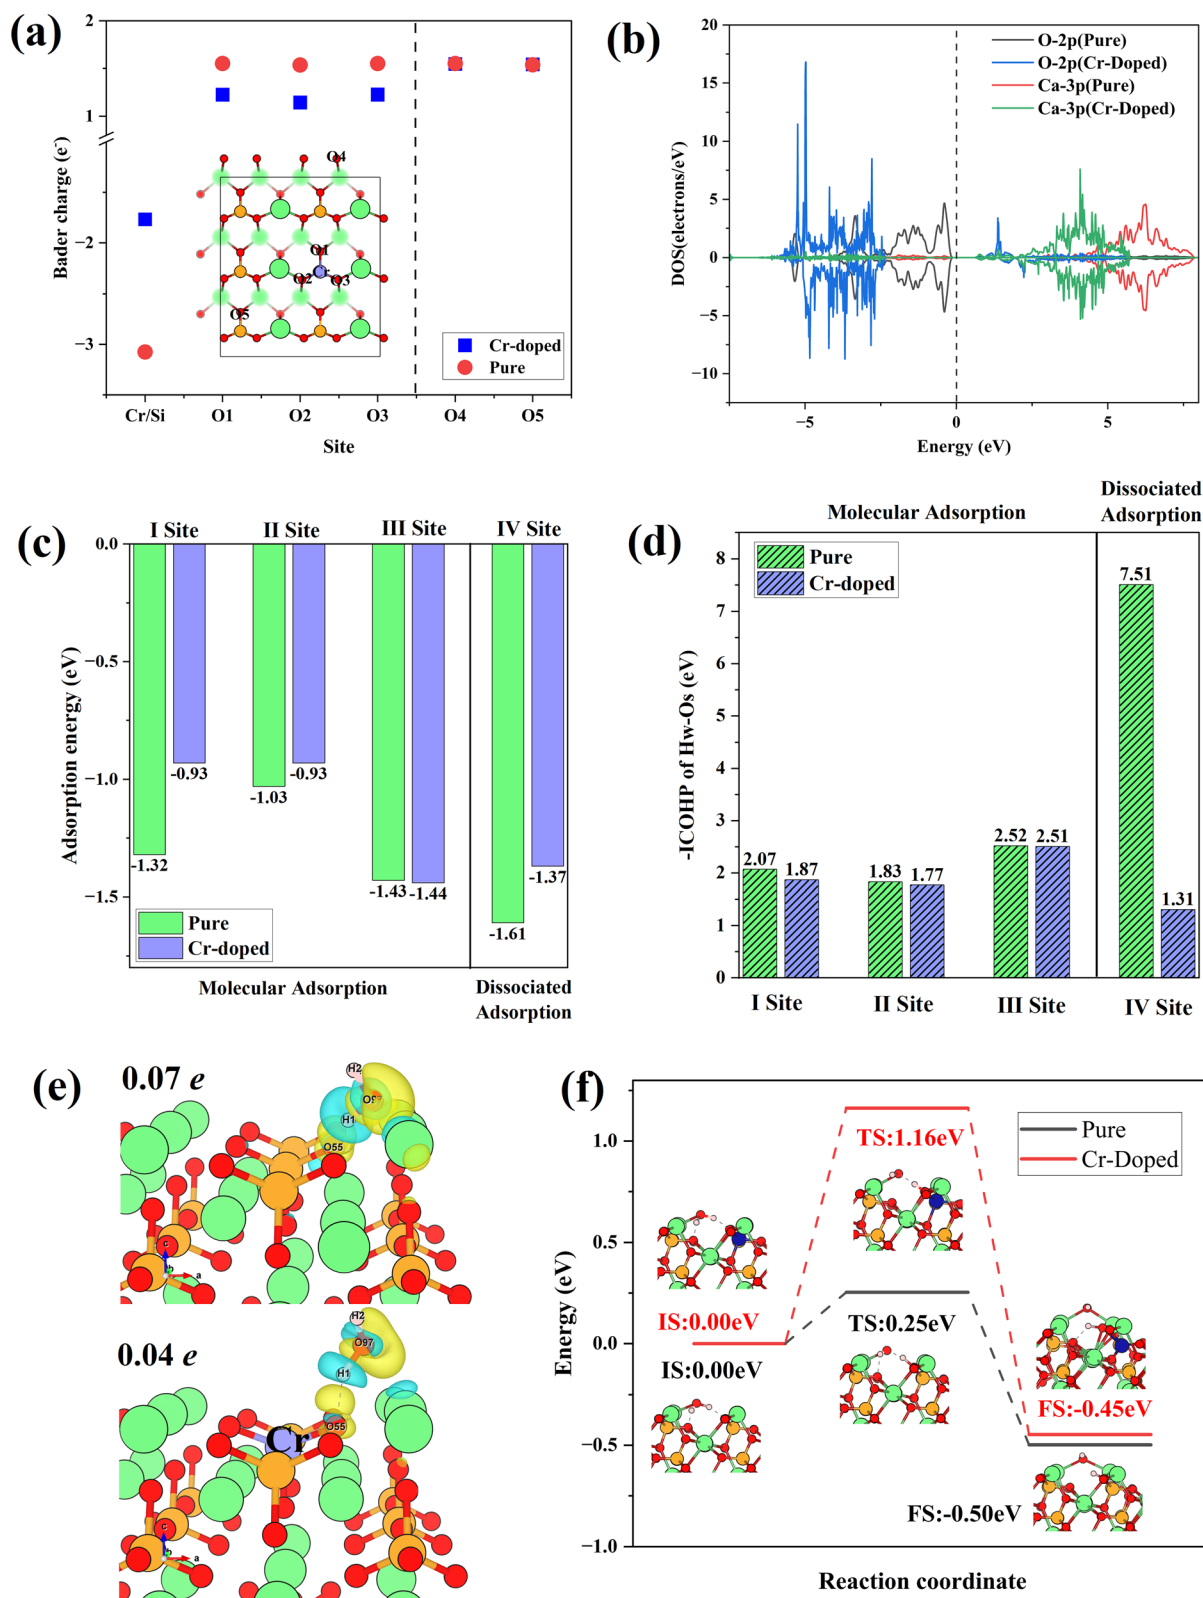 (a)
2
1
−2
−3
Bader charge (e⁻)
O4
O1
O2
O3
O5
Cr-doped
Pure
Cr/Si
O1
O2
O3
O4
O5
Site
(b)
20
15
10
5
0
−5
−10
DOS(electrons/eV)
O-2p(Pure)
O-2p(Cr-Doped)
Ca-3p(Pure)
Ca-3p(Cr-Doped)
−5
0
5
Energy (eV)
(c)
I Site
II Site
III Site
IV Site
0.0
−0.5
−1.0
−1.5
Adsorption energy (eV)
-1.32
-0.93
-1.03
-0.93
-1.43
-1.44
-1.61
-1.37
Pure
Cr-doped
Molecular Adsorption
Dissociated
Adsorption
(d)
Molecular Adsorption
Dissociated
Adsorption
8
7
6
5
4
3
2
1
0
-ICOHP of Hw-Os (eV)
Pure
Cr-doped
2.07
1.87
1.83
1.77
2.52
2.51
7.51
1.31
I Site
II Site
III Site
IV Site
(e)
0.07 e
H2
O97
H1
O55
c
b
a
0.04 e
H2
O97
H1
O55
Cr
c
b
a
(f)
1.0
0.5
0.0
−0.5
−1.0
Energy (eV)
Pure
Cr-Doped
TS:1.16eV
IS:0.00eV
TS:0.25eV
IS:0.00eV
FS:-0.45eV
FS:-0.50eV
Reaction coordinate